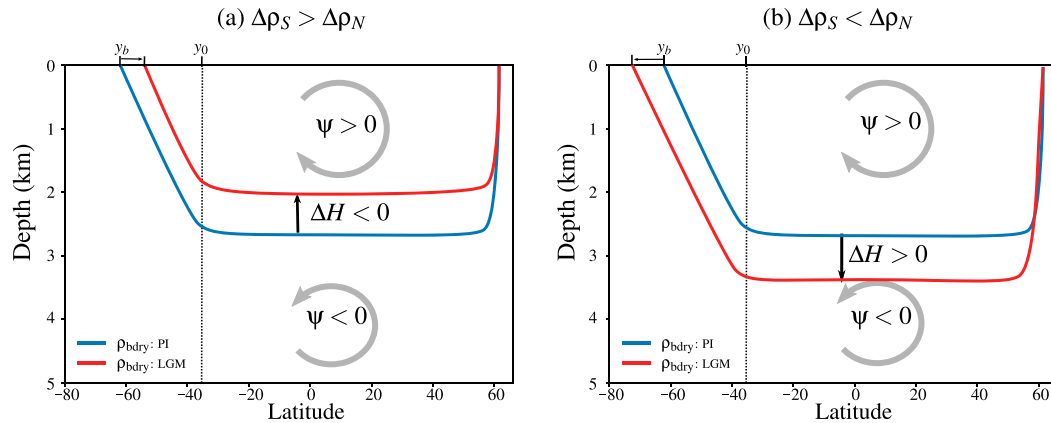 (a) Δρ_S > Δρ_N
y_b y_0
0
1
2
3
4
5
Depth (km)
ψ > 0
ΔH < 0
ψ < 0
ρ_bdry: PI
ρ_bdry: LGM
−80 −60 −40 −20 0 20 40 60
Latitude
(b) Δρ_S < Δρ_N
y_b y_0
0
1
2
3
4
5
Depth (km)
ψ > 0
ΔH > 0
ψ < 0
ρ_bdry: PI
ρ_bdry: LGM
−80 −60 −40 −20 0 20 40 60
Latitude